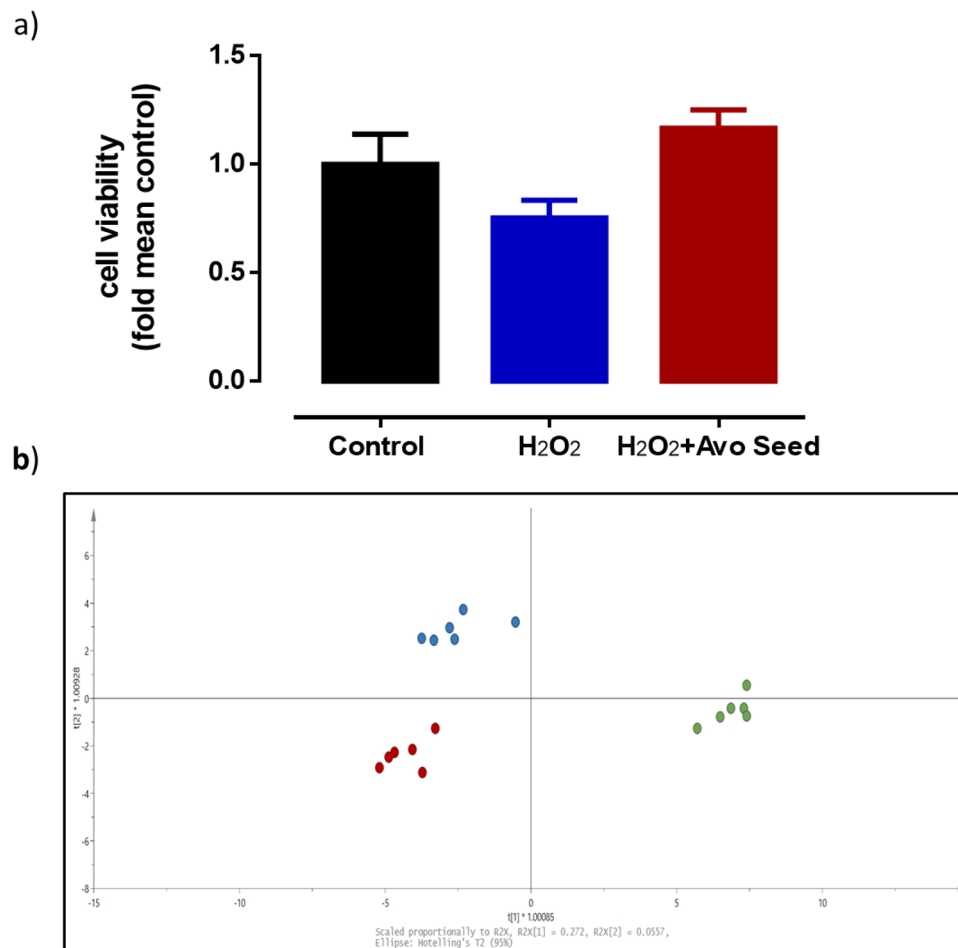 a)
cell viability
(fold mean control)
1.5
1.0
0.5
0.0
Control H2O2 H2O2+Avo Seed
b)
t[2] * 1.00928
6
4
2
0
-2
-4
-6
-8
-15 -10 -5 0 5 10
t[1] * 1.00085
Scaled proportionally to R2X, R2X[1] = 0.272, R2X[2] = 0.0557,
Ellipse: Hotelling's T2 (95%)